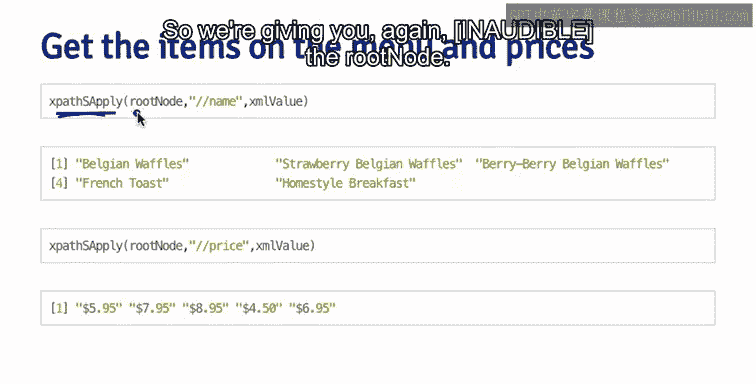 So we're giving you, again, [INAUDIBLE]
the rootNode.
Get the items on the menu and prices
xpathSApply(rootNode,"//name",xmlValue)
[1] "Belgian Waffles" "Strawberry Belgian Waffles" "Berry-Berry Belgian Waffles"
[4] "French Toast" "Homestyle Breakfast"
xpathSApply(rootNode,"//price",xmlValue)
[1] "$5.95" "$7.95" "$8.95" "$4.50" "$6.95"